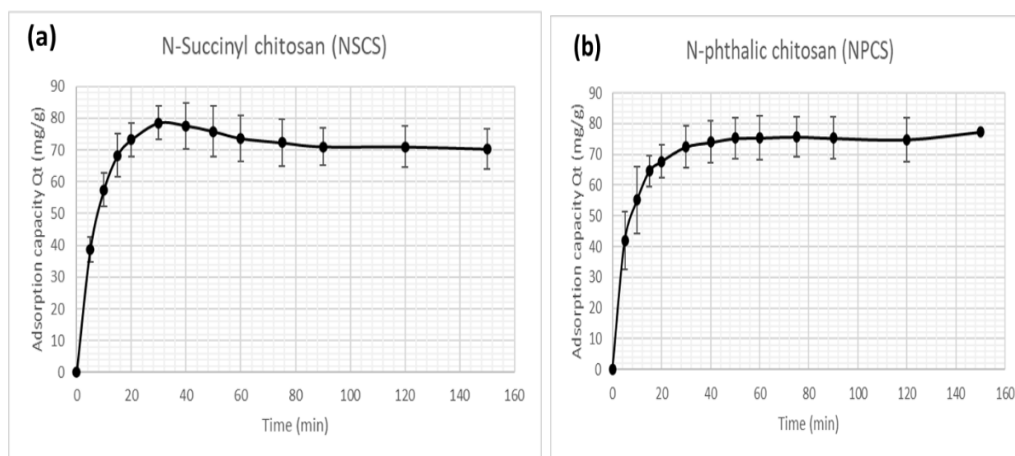 (a)
N-Succinyl chitosan (NSCS)
Adsorption capacity Qt (mg/g)
90
80
70
60
50
40
30
20
10
0
0 20 40 60 80 100 120 140 160
Time (min)
(b)
N-phthalic chitosan (NPCS)
Adsorption capacity Qt (mg/g)
90
80
70
60
50
40
30
20
10
0
0 20 40 60 80 100 120 140 160
Time (min)